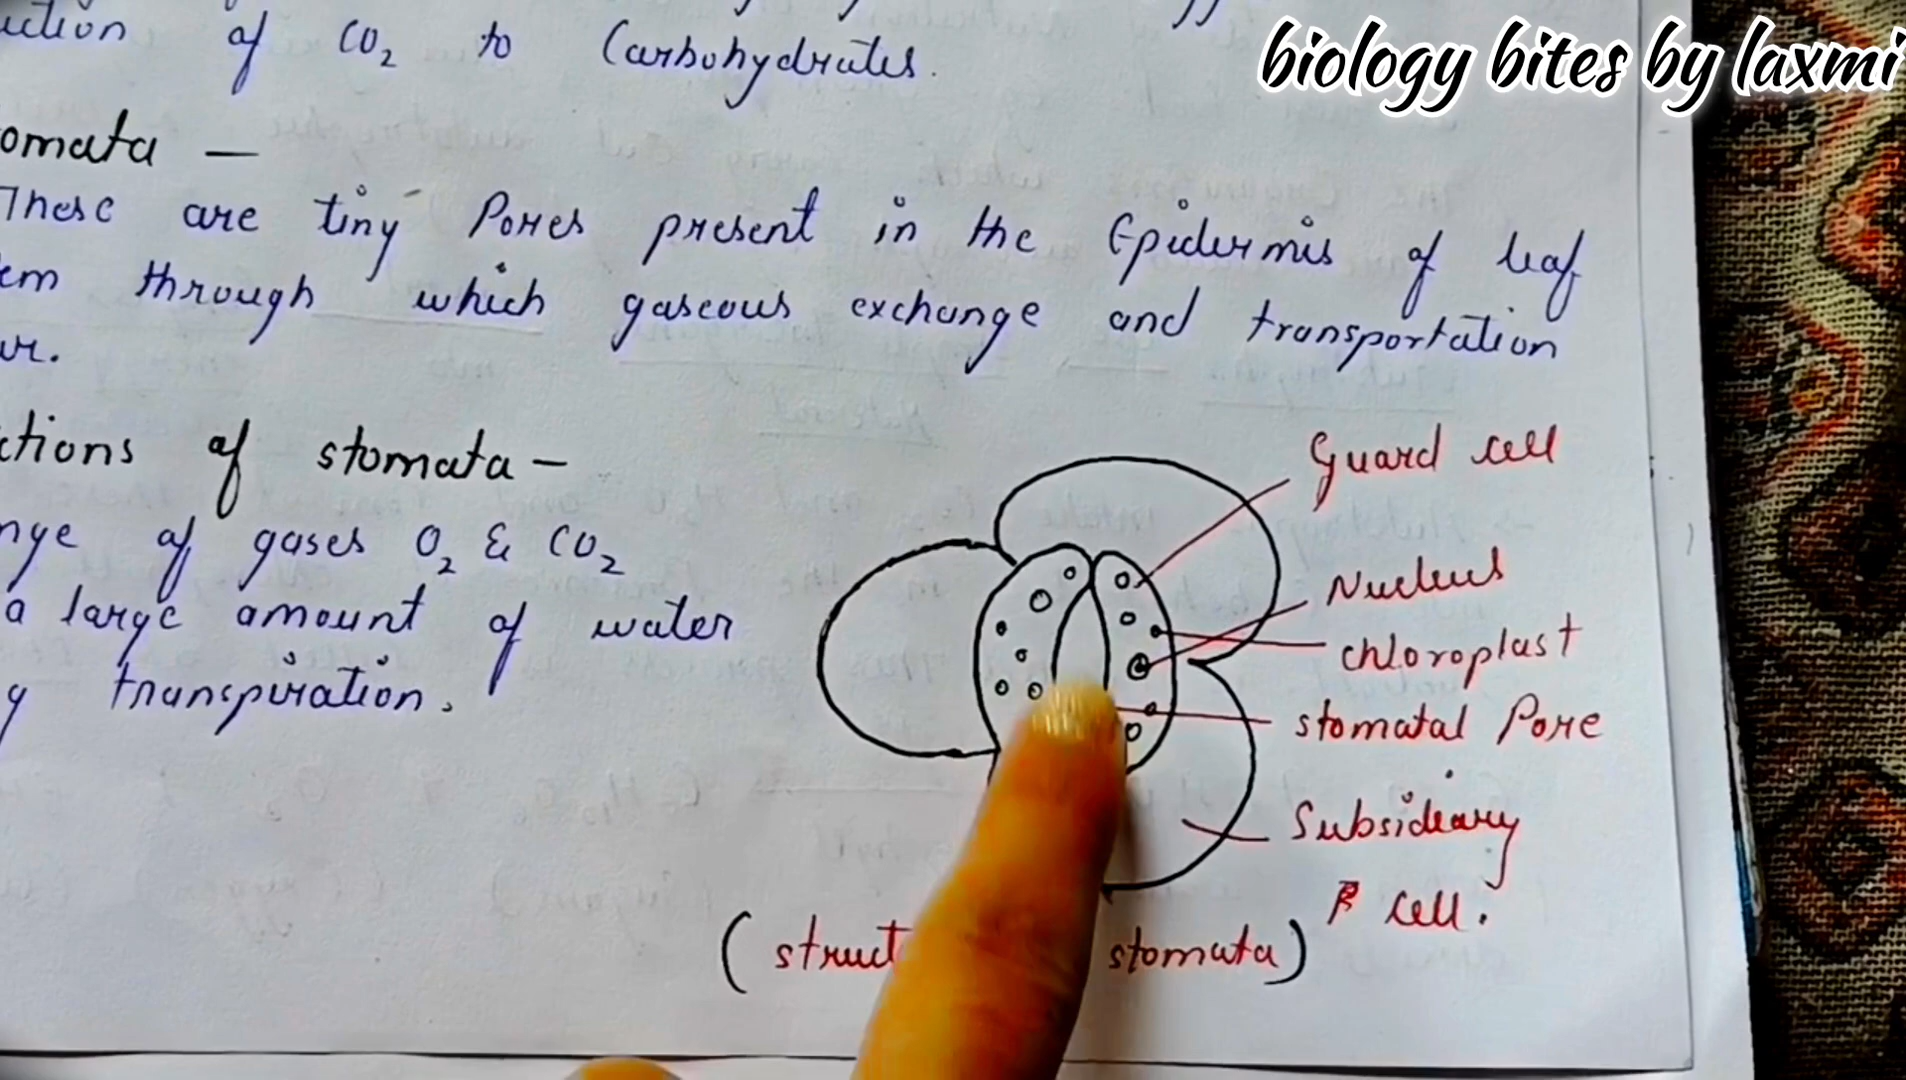 biology bites by laxmi
uction of CO2 to Carbohydrates.
omata —
These are tiny Pores present in the Epidermis of leaf
em through which gaseous exchange and transportation
ur.
ctions of stomata -
nge of gases O2 & CO2
a large amount of water
g transpiration.
Guard cell
Nucleus
chloroplast
stomatal Pore
Subsidiary
cell.
(struct stomata)